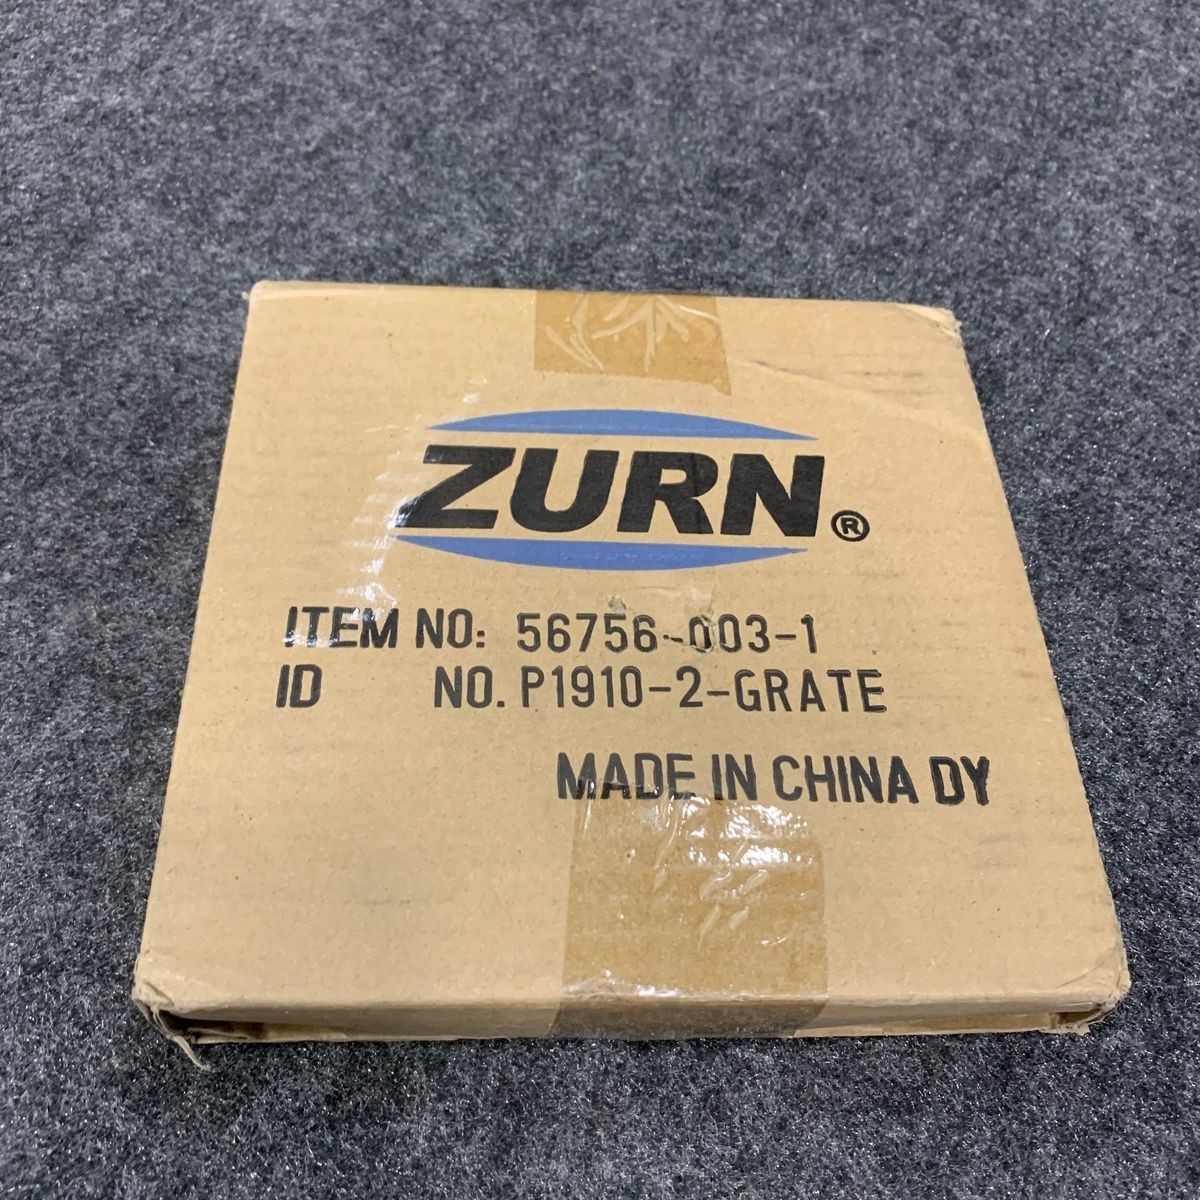 ZURN®
ITEM NO: 56756-003-1
ID NO. P1910-2-GRATE
MADE IN CHINA DY